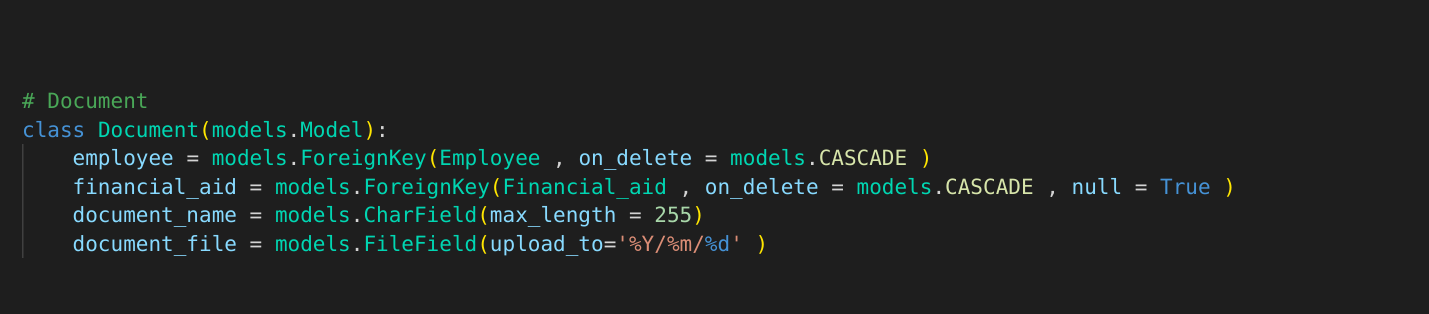 # Document
class Document(models.Model):
    employee = models.ForeignKey(Employee , on_delete = models.CASCADE )
    financial_aid = models.ForeignKey(Financial_aid , on_delete = models.CASCADE , null = True )
    document_name = models.CharField(max_length = 255)
    document_file = models.FileField(upload_to='%Y/%m/%d' )